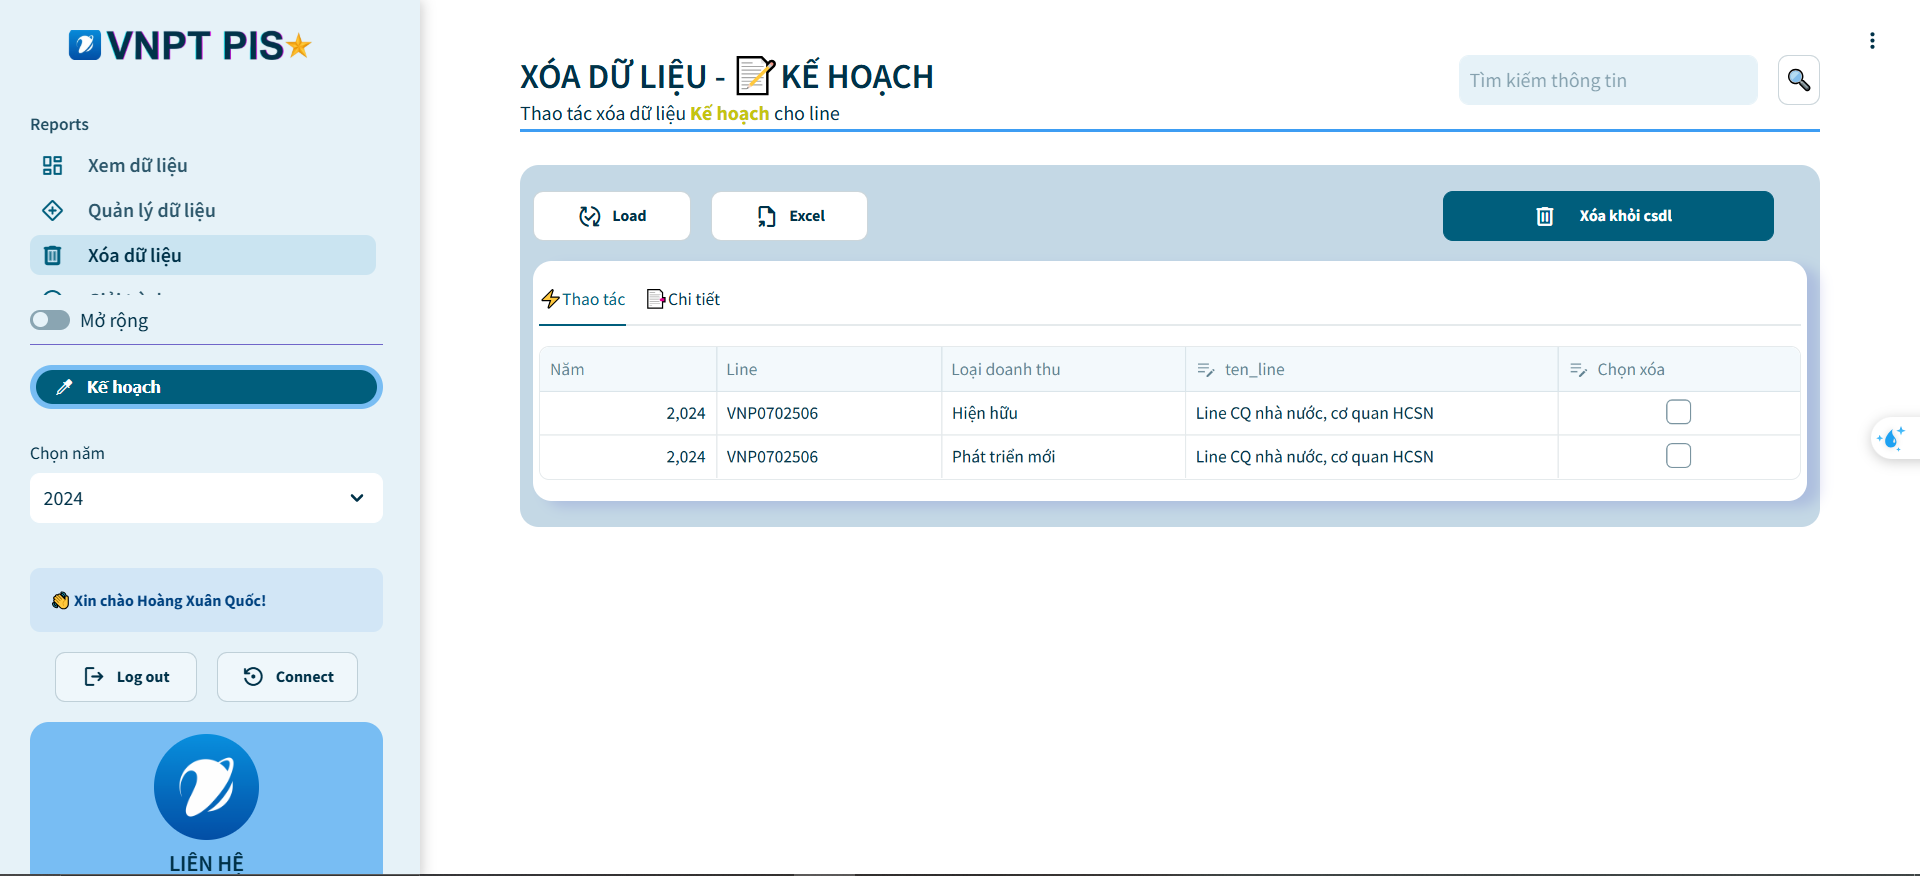 VNPT PIS
Reports
Xem dữ liệu
Quản lý dữ liệu
Xóa dữ liệu
Mở rộng
Kế hoạch
Chọn năm
2024
Xin chào Hoàng Xuân Quốc!
Log out
Connect
LIÊN HỆ
XÓA DỮ LIỆU - KẾ HOẠCH
Thao tác xóa dữ liệu Kế hoạch cho line
Tìm kiếm thông tin
Load
Excel
Xóa khỏi csdl
Thao tác
Chi tiết
Năm Line Loại doanh thu ten_line Chọn xóa
2,024 VNP0702506 Hiện hữu Line CQ nhà nước, cơ quan HCSN
2,024 VNP0702506 Phát triển mới Line CQ nhà nước, cơ quan HCSN